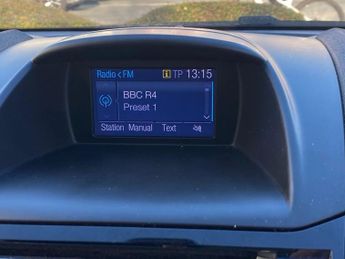 Radio < FM i TP 13:15
BBC R4
Preset 1
Station Manual Text